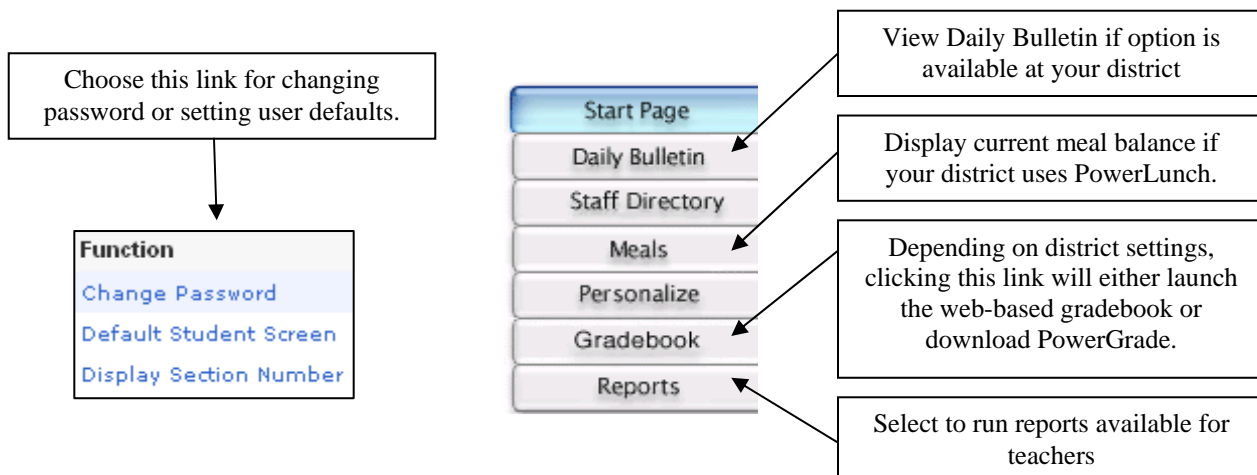 Choose this link for changing
password or setting user defaults.
Function
Change Password
Default Student Screen
Display Section Number
Start Page
Daily Bulletin
Staff Directory
Meals
Personalize
Gradebook
Reports
View Daily Bulletin if option is
available at your district
Display current meal balance if
your district uses PowerLunch.
Depending on district settings,
clicking this link will either launch
the web-based gradebook or
download PowerGrade.
Select to run reports available for
teachers